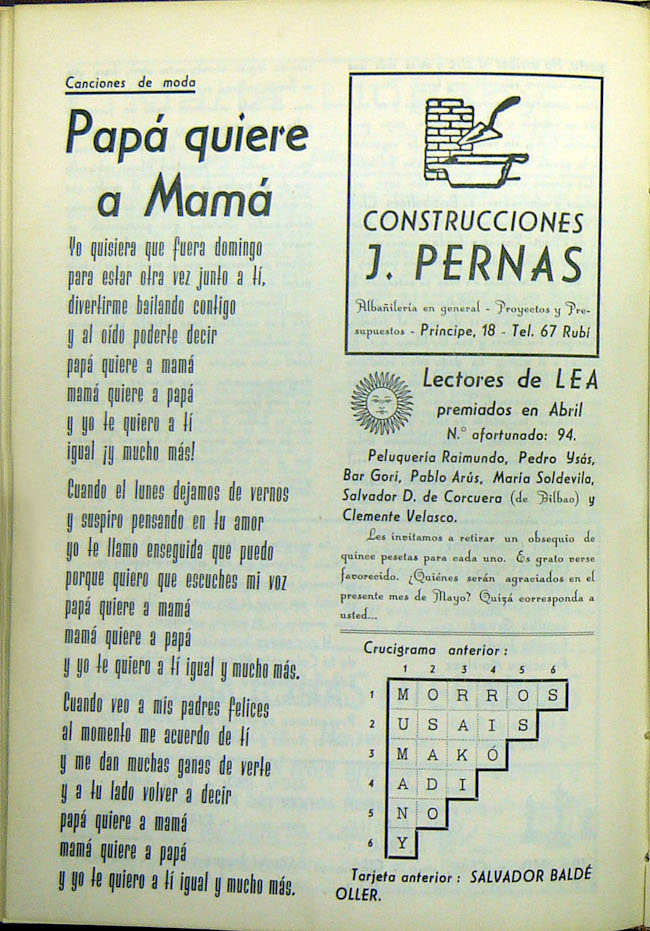 Canciones de moda
Papá quiere
a Mamá
Yo quisiera que fuera domingo
para estar otra vez junto a tí,
divertirme bailando contigo
y al oído poderte decir
papá quiere a mamá
mamá quiere a papá
y yo te quiero a tí
igual ¡y mucho más!
Cuando el lunes dejamos de vernos
y suspiro pensando en tu amor
yo te llamo enseguida que puedo
porque quiero que escuches mi voz
papá quiere a mamá
mamá quiere a papá
y yo te quiero a tí igual y mucho más.
Cuando veo a mis padres felices
al momento me acuerdo de tí
y me dan muchas ganas de verte
y a tu lado volver a decir
papá quiere a mamá
mamá quiere a papá
y yo te quiero a tí igual y mucho más.
CONSTRUCCIONES
J. PERNAS
Albañilería en general - Proyectos y Pre-
supuestos - Principe, 18 - Tel. 67 Rubí
Lectores de LEA
premiados en Abril
N.° afortunado: 94.
Peluquería Raimundo, Pedro Ysás,
Bar Gori, Pablo Arús, María Soldevila,
Salvador D. de Corcuera (de Bilbao) y
Clemente Velasco.
Les invitamos a retirar un obsequio de
quince pesetas para cada uno. Es grato verse
favorecido. ¿Quiénes serán agraciados en el
presente mes de Mayo? Quizá corresponda a
usted...
Crucigrama anterior:
1 2 3 4 5 6
1 M O R R O S
2 U S A I S
3 M A K Ó
4 A D I
5 N O
6 Y
Tarjeta anterior: SALVADOR BALDÉ
OLLER.